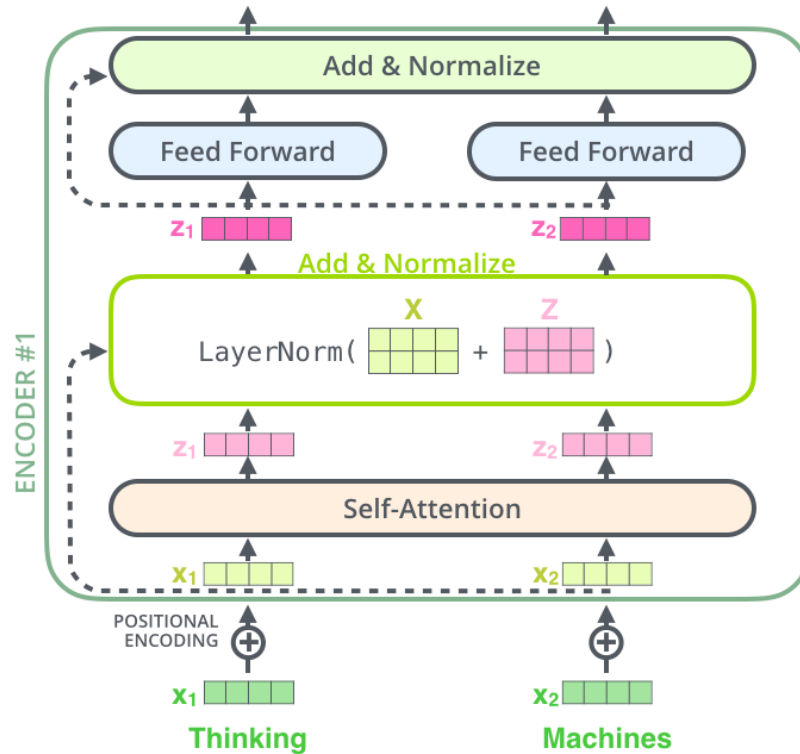 Add & Normalize
Feed Forward
Feed Forward
z1
z2
Add & Normalize
X
Z
LayerNorm( + )
ENCODER #1
z1
z2
Self-Attention
x1
x2
POSITIONAL
ENCODING
x1
x2
Thinking
Machines